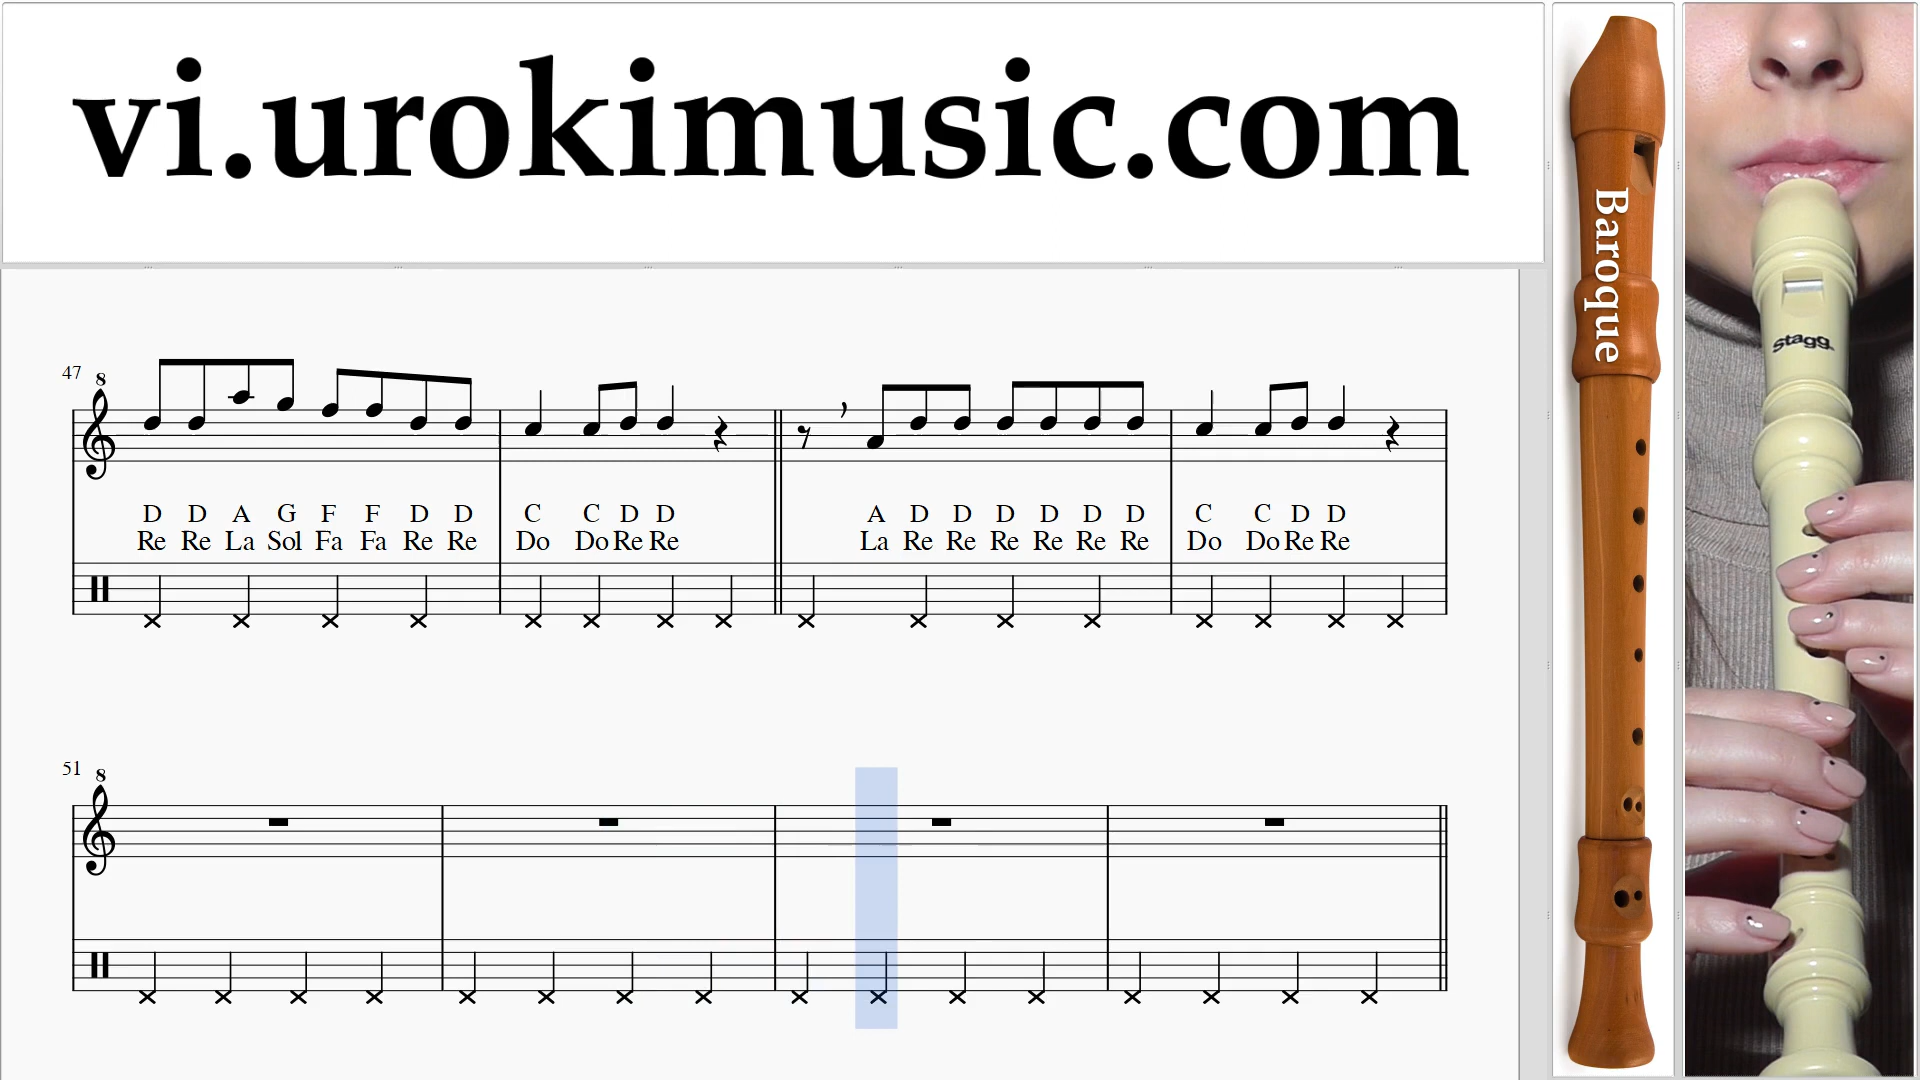 vi.urokimusic.com
Baroque
Stagg
47
8
D D A G F F D D C C D D A D D D D D D C C D D
Re Re La Sol Fa Fa Re Re Do Do Re Re La Re Re Re Re Re Re Do Do Re Re
51
8